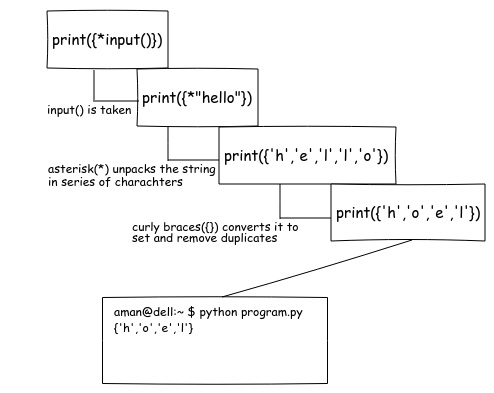 print({*input()})
input() is taken
print({*"hello"})
asterisk(*) unpacks the string
in series of charachters
print({'h','e','l','l','o'})
curly braces({}) converts it to
set and remove duplicates
print({'h','o','e','l'})
aman@dell:~ $ python program.py
{'h','o','e','l'}